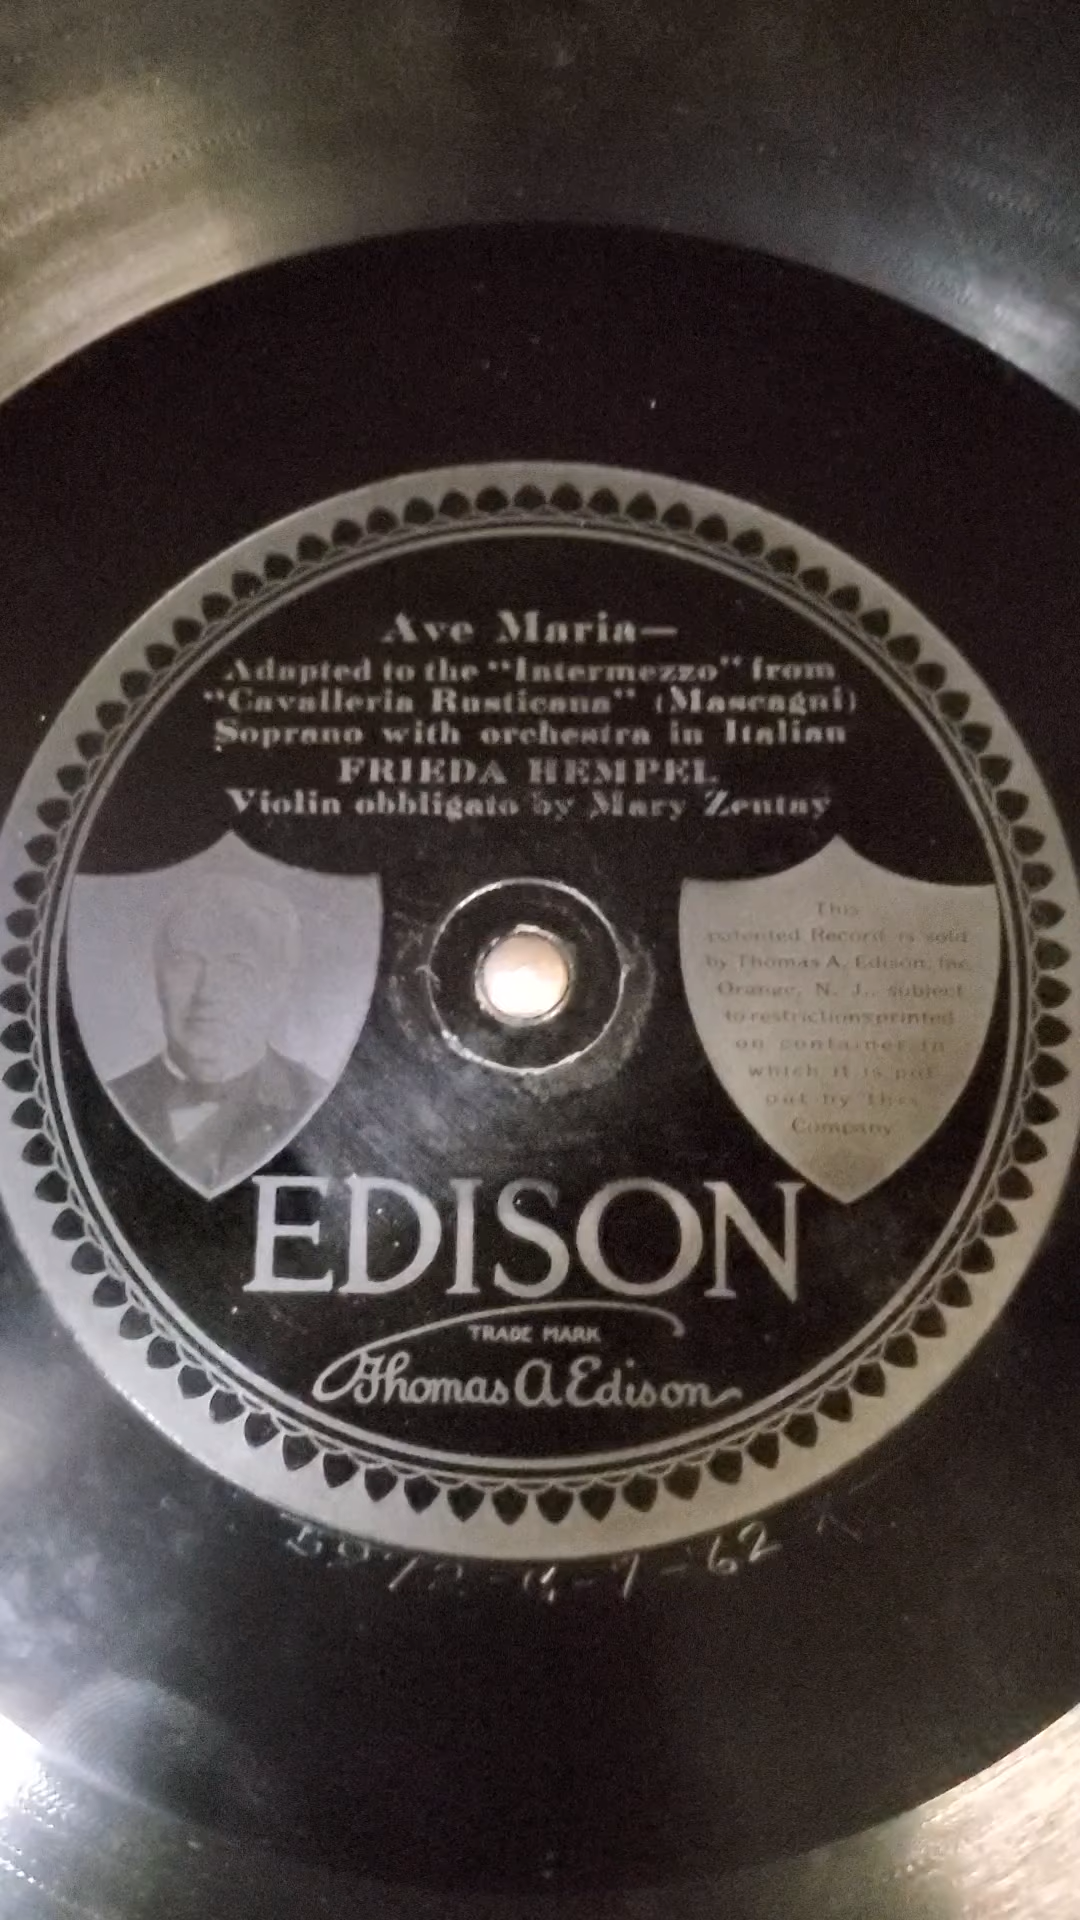 Ave Maria—
Adapted to the "Intermezzo" from
"Cavalleria Rusticana" (Mascagni)
Soprano with orchestra in Italian
FRIEDA HEMPEL
Violin obbligato by Mary Zentay
This
patented Record is sold
by Thomas A. Edison, Inc.
Orange, N. J., subject
to restrictions printed
on container in
which it is put
out by this
Company
EDISON
TRADE MARK
Thomas A Edison